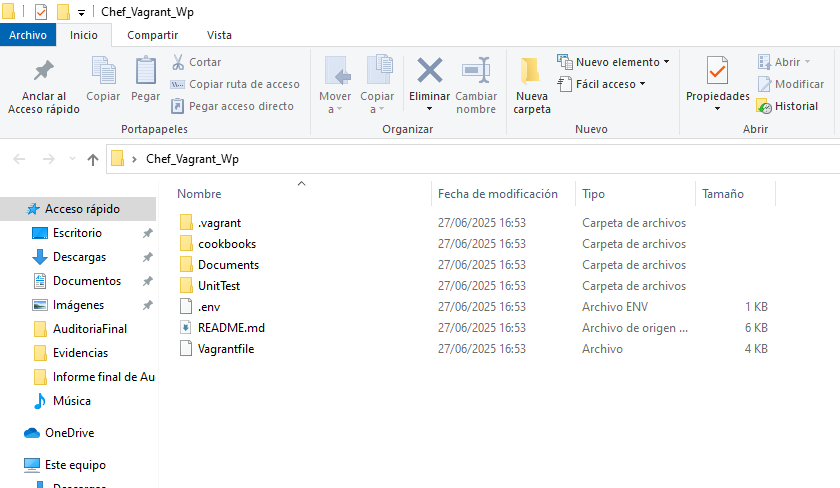 Chef_Vagrant_Wp
Archivo Inicio Compartir Vista
Anclar al Acceso rápido
Copiar
Pegar
Cortar
Copiar ruta de acceso
Pegar acceso directo
Portapapeles
Mover a
Copiar a
Eliminar
Cambiar nombre
Organizar
Nueva carpeta
Nuevo elemento
Fácil acceso
Nuevo
Propiedades
Abrir
Modificar
Historial
Abrir
Chef_Vagrant_Wp
Nombre Fecha de modificación Tipo Tamaño
.vagrant 27/06/2025 16:53 Carpeta de archivos
cookbooks 27/06/2025 16:53 Carpeta de archivos
Documents 27/06/2025 16:53 Carpeta de archivos
UnitTest 27/06/2025 16:53 Carpeta de archivos
.env 27/06/2025 16:53 Archivo ENV 1 KB
README.md 27/06/2025 16:53 Archivo de origen ... 6 KB
Vagrantfile 27/06/2025 16:53 Archivo 4 KB
Acceso rápido
Escritorio
Descargas
Documentos
Imágenes
AuditoriaFinal
Evidencias
Informe final de Au
Música
OneDrive
Este equipo
Descargas